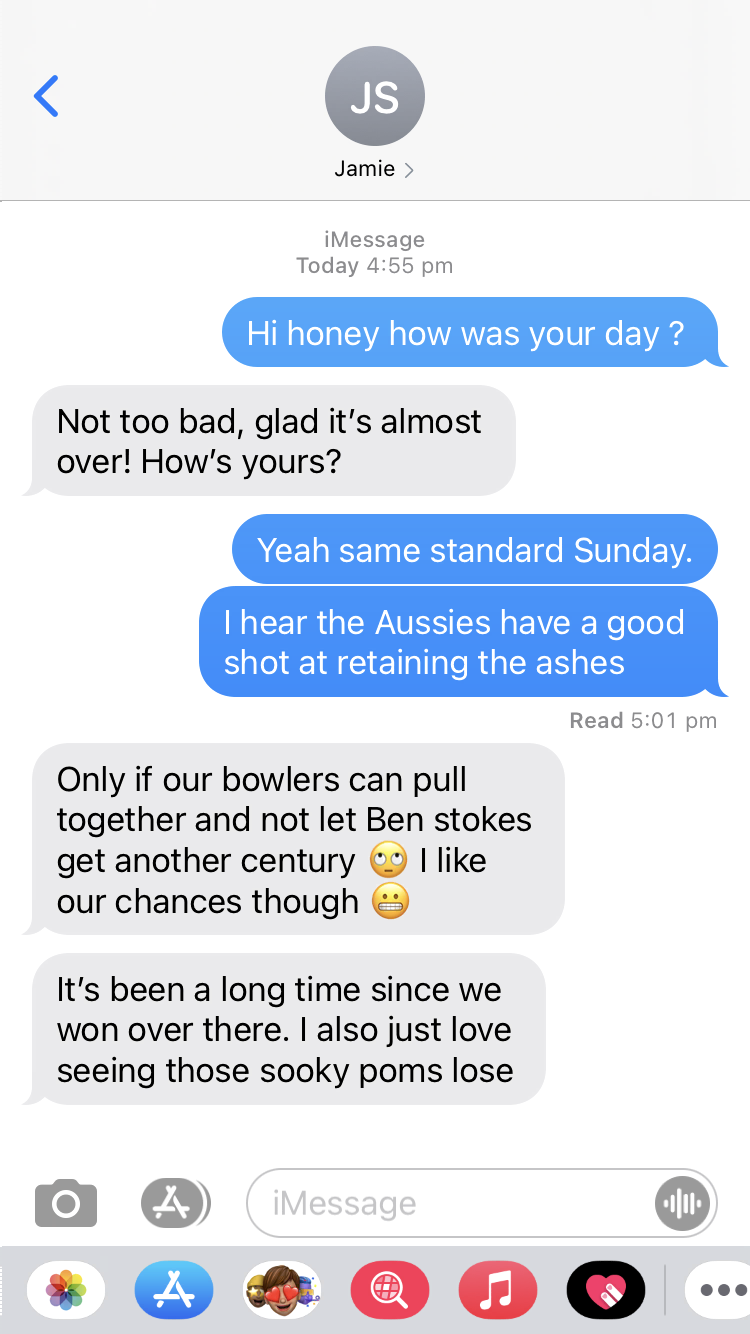 JS
Jamie
iMessage
Today 4:55 pm
Hi honey how was your day ?
Not too bad, glad it’s almost
over! How’s yours?
Yeah same standard Sunday.
I hear the Aussies have a good
shot at retaining the ashes
Read 5:01 pm
Only if our bowlers can pull
together and not let Ben stokes
get another century 🙄 I like
our chances though 😬
It’s been a long time since we
won over there. I also just love
seeing those sooky poms lose
iMessage